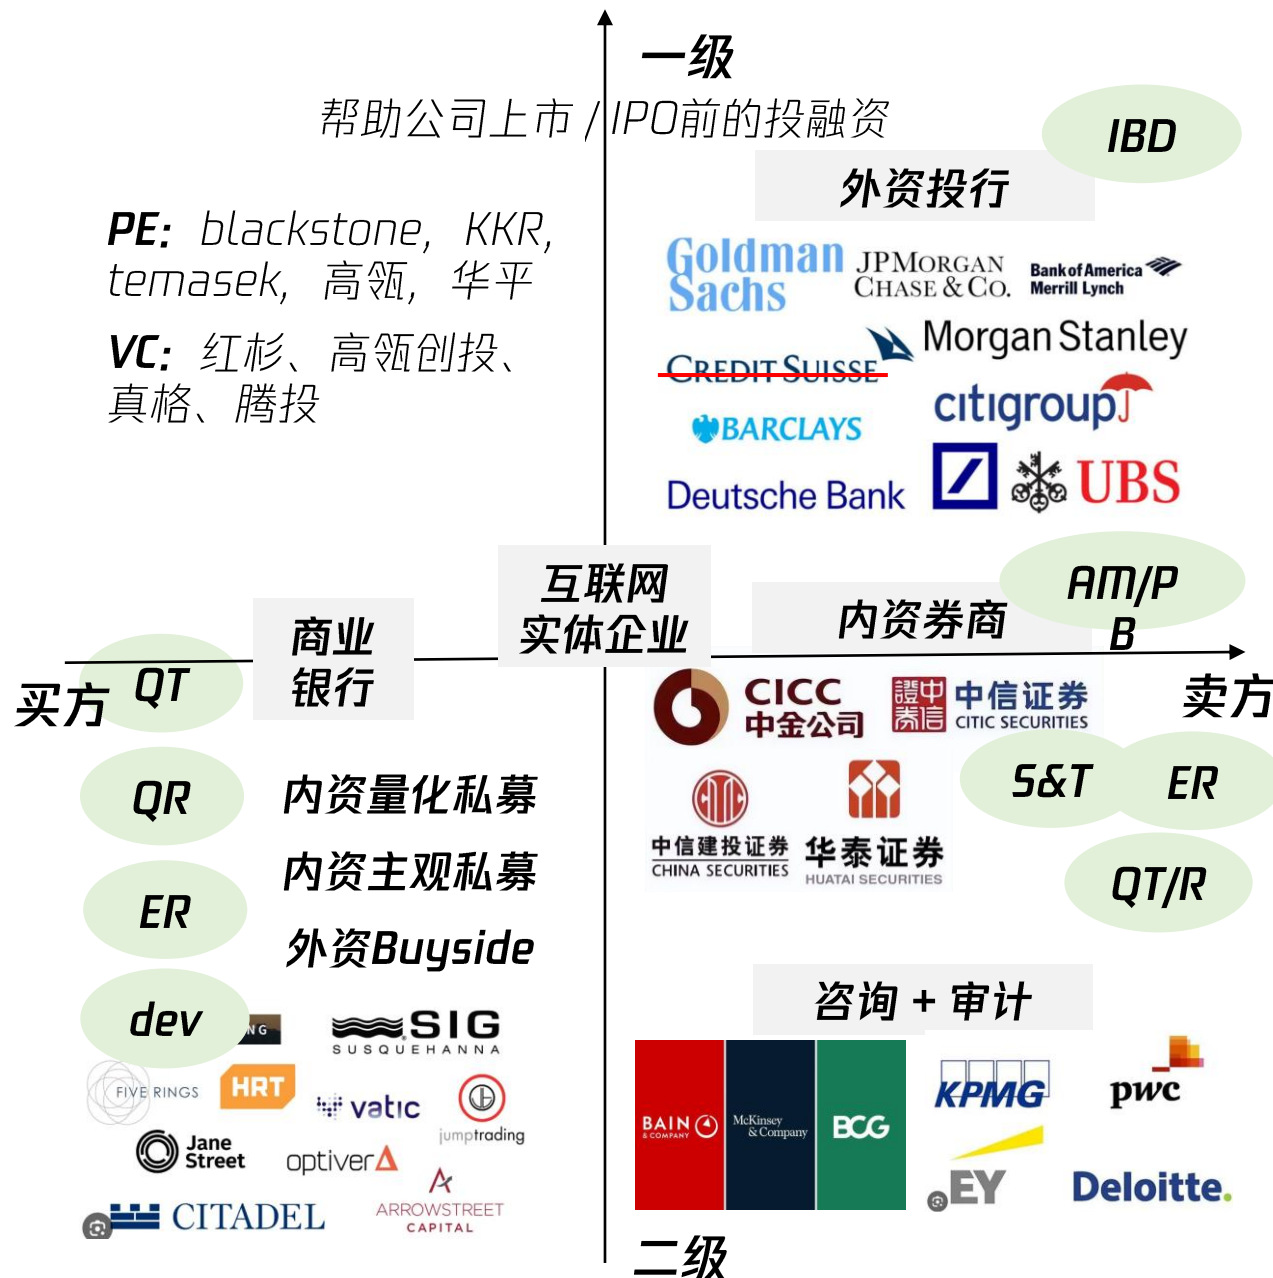 一级
帮助公司上市 / IPO前的投融资
IBD
外资投行
PE：blackstone，KKR,
temasek，高瓴，华平
VC：红杉、高瓴创投、
真格、腾投
Goldman
Sachs
JPMORGAN
CHASE & CO.
Bank of America
Merrill Lynch
CREDIT SUISSE
Morgan Stanley
BARCLAYS
citigroup
Deutsche Bank
UBS
互联网
实体企业
AM/P
B
内资券商
商业
银行
买方
QT
卖方
CICC
中金公司
證中
券信
中信证券
CITIC SECURITIES
QR
内资量化私募
S&T
ER
CITIC
中信建投证券
CHINA SECURITIES
华泰证券
HUATAI SECURITIES
内资主观私募
ER
QT/R
外资Buyside
咨询 + 审计
dev
NG
SIG
SUSQUEHANNA
FIVE RINGS
HRT
vatic
jumptrading
Jane
Street
optiver
CITADEL
ARROWSTREET
CAPITAL
BAIN
& COMPANY
McKinsey
& Company
BCG
KPMG
pwc
EY
Deloitte.
二级